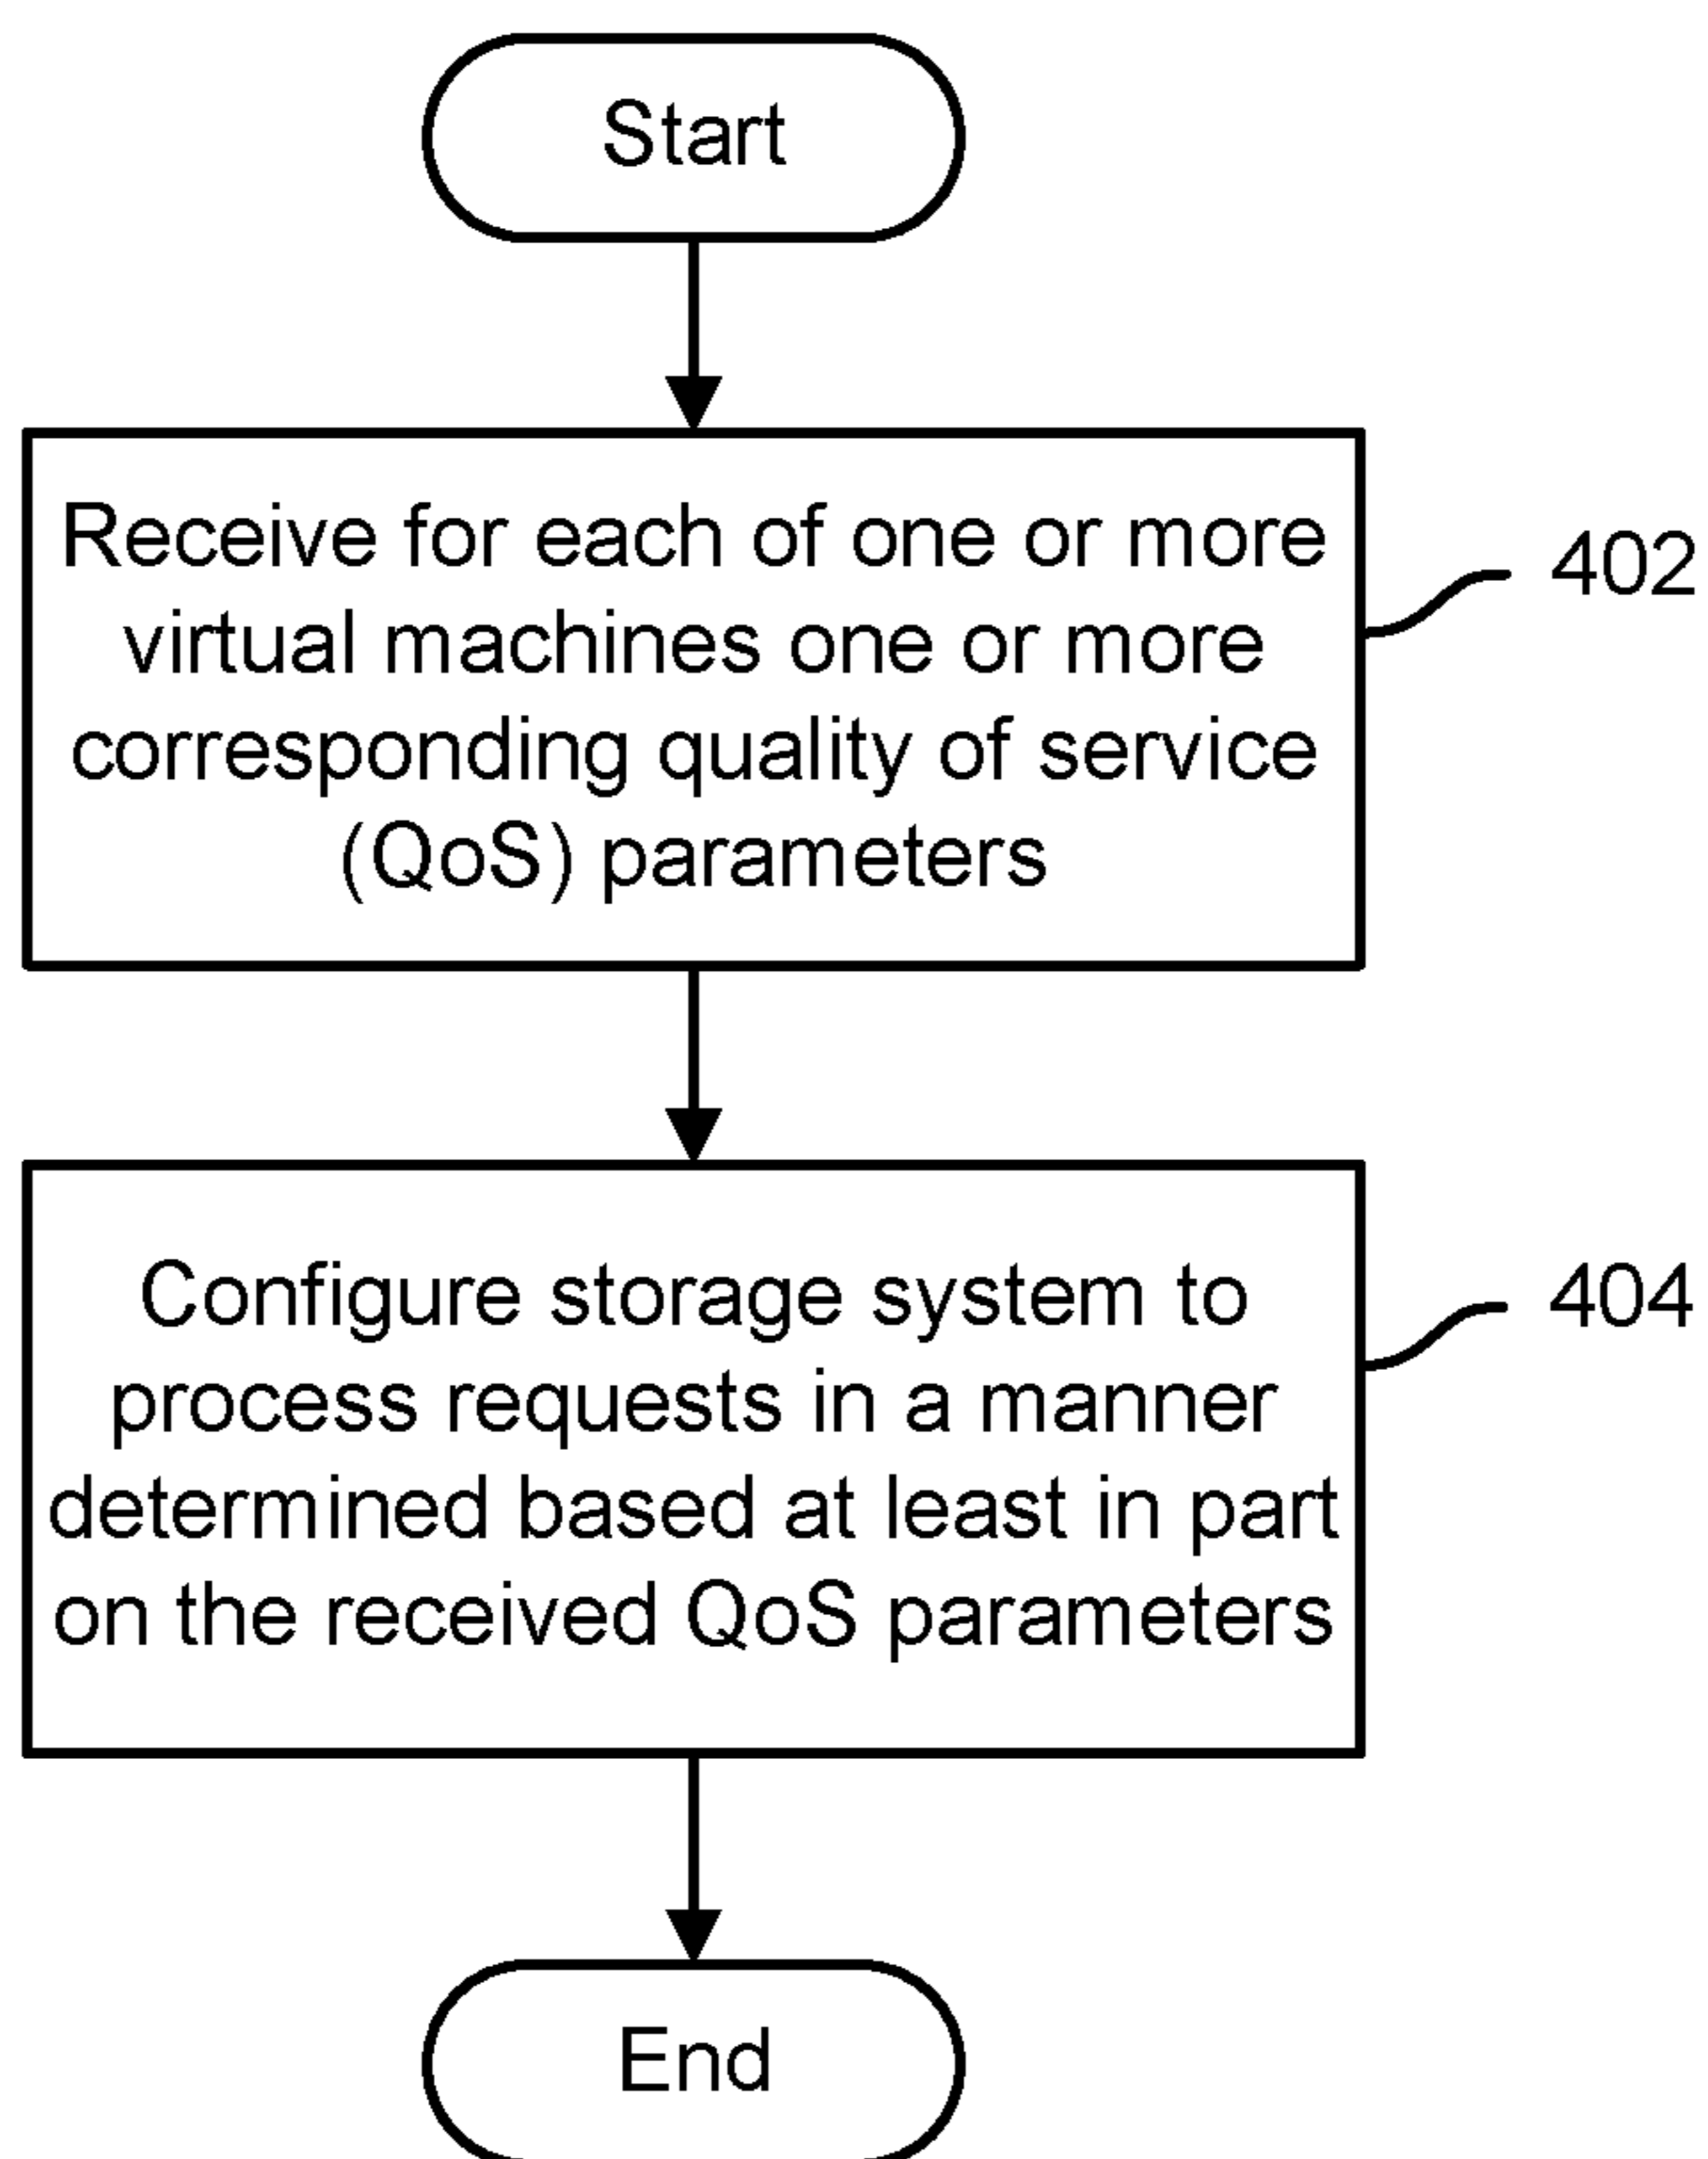 Start
Receive for each of one or more
virtual machines one or more
corresponding quality of service
(QoS) parameters
402
Configure storage system to
process requests in a manner
determined based at least in part
on the received QoS parameters
404
End